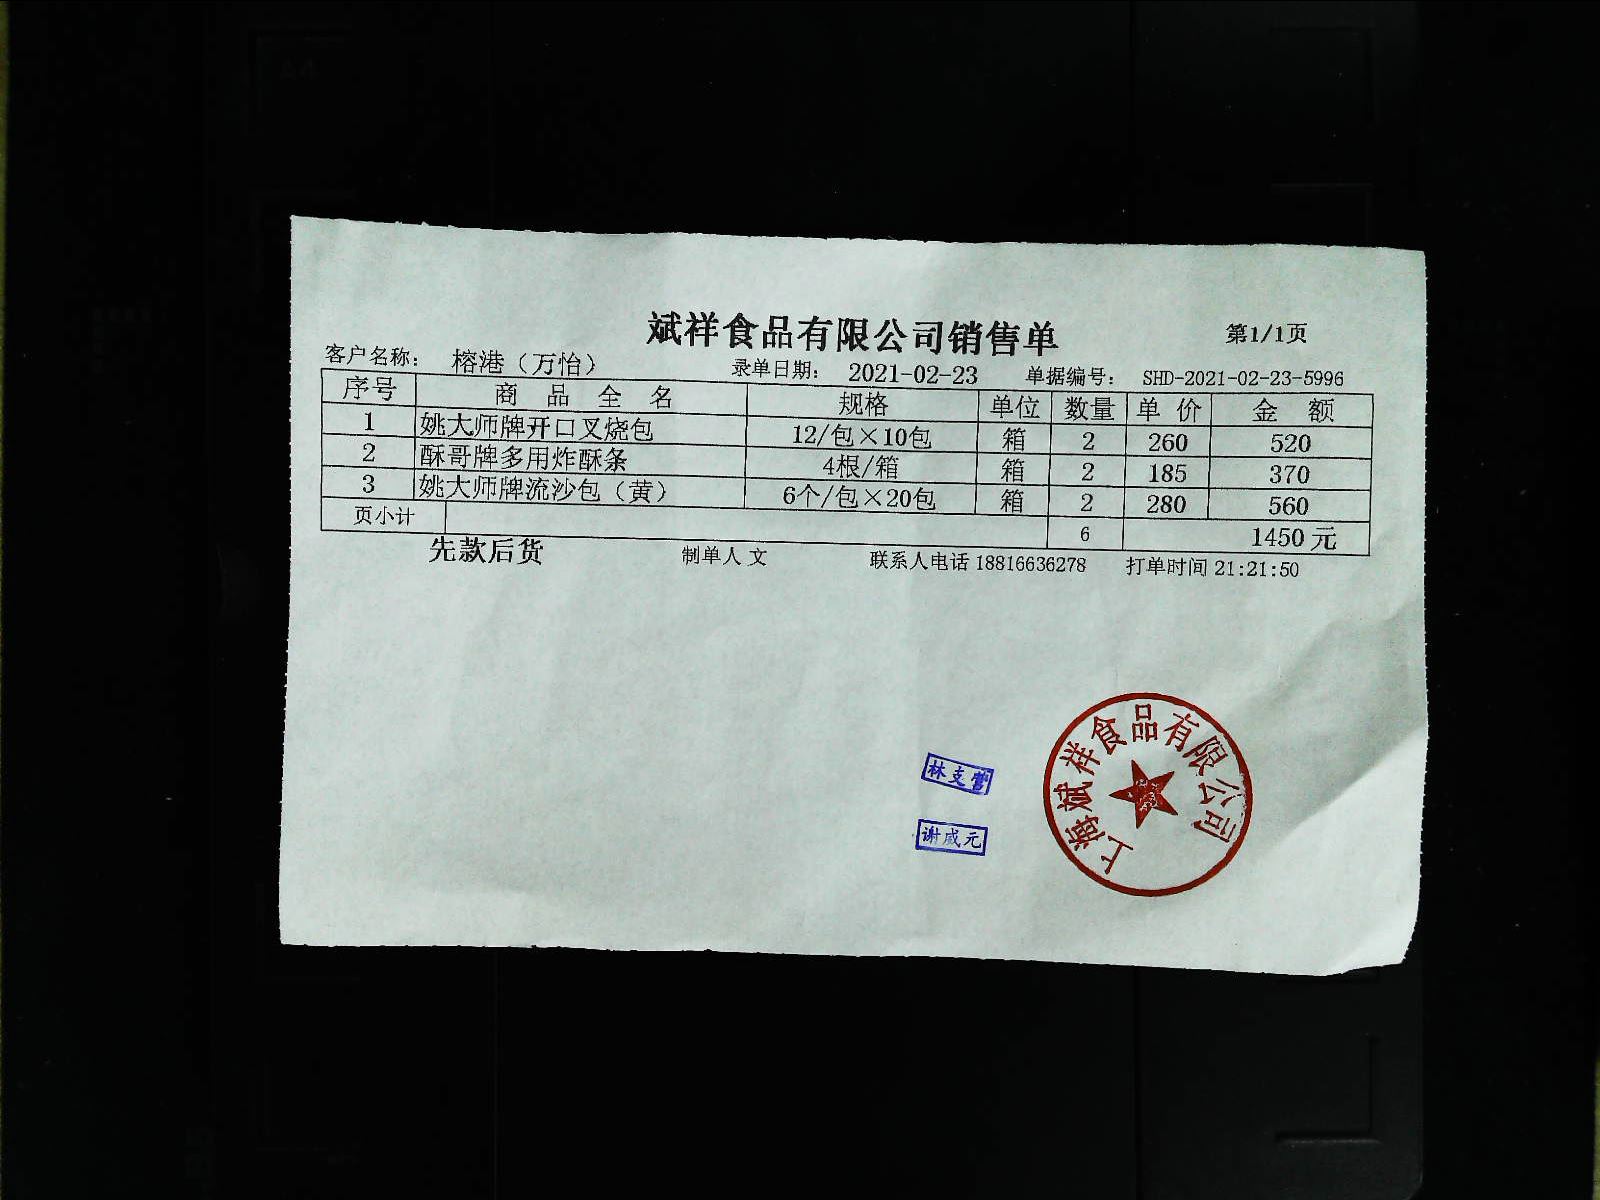 斌祥食品有限公司销售单
第1/1页
客户名称： 榕港（万怡） 录单日期： 2021-02-23 单据编号： SHD-2021-02-23-5996
序号 商品全名 规格 单位 数量 单价 金额
1 姚大师牌开口叉烧包 12/包×10包 箱 2 260 520
2 酥哥牌多用炸酥条 4根/箱 箱 2 185 370
3 姚大师牌流沙包（黄） 6个/包×20包 箱 2 280 560
页小计 6 1450 元
先款后货 制单人 文 联系人电话 18816636278 打单时间 21:21:50
林支营
谢咸元
上海斌祥食品有限公司